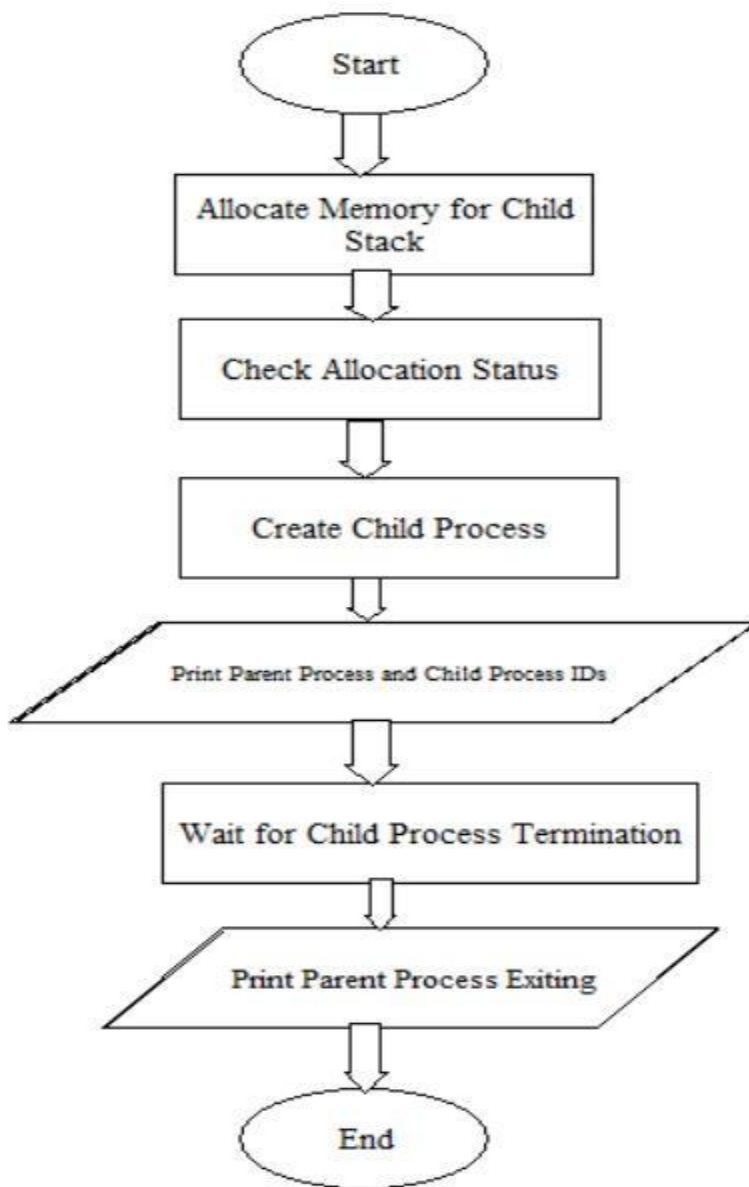 Start
Allocate Memory for Child
Stack
Check Allocation Status
Create Child Process
Print Parent Process and Child Process IDs
Wait for Child Process Termination
Print Parent Process Exiting
End